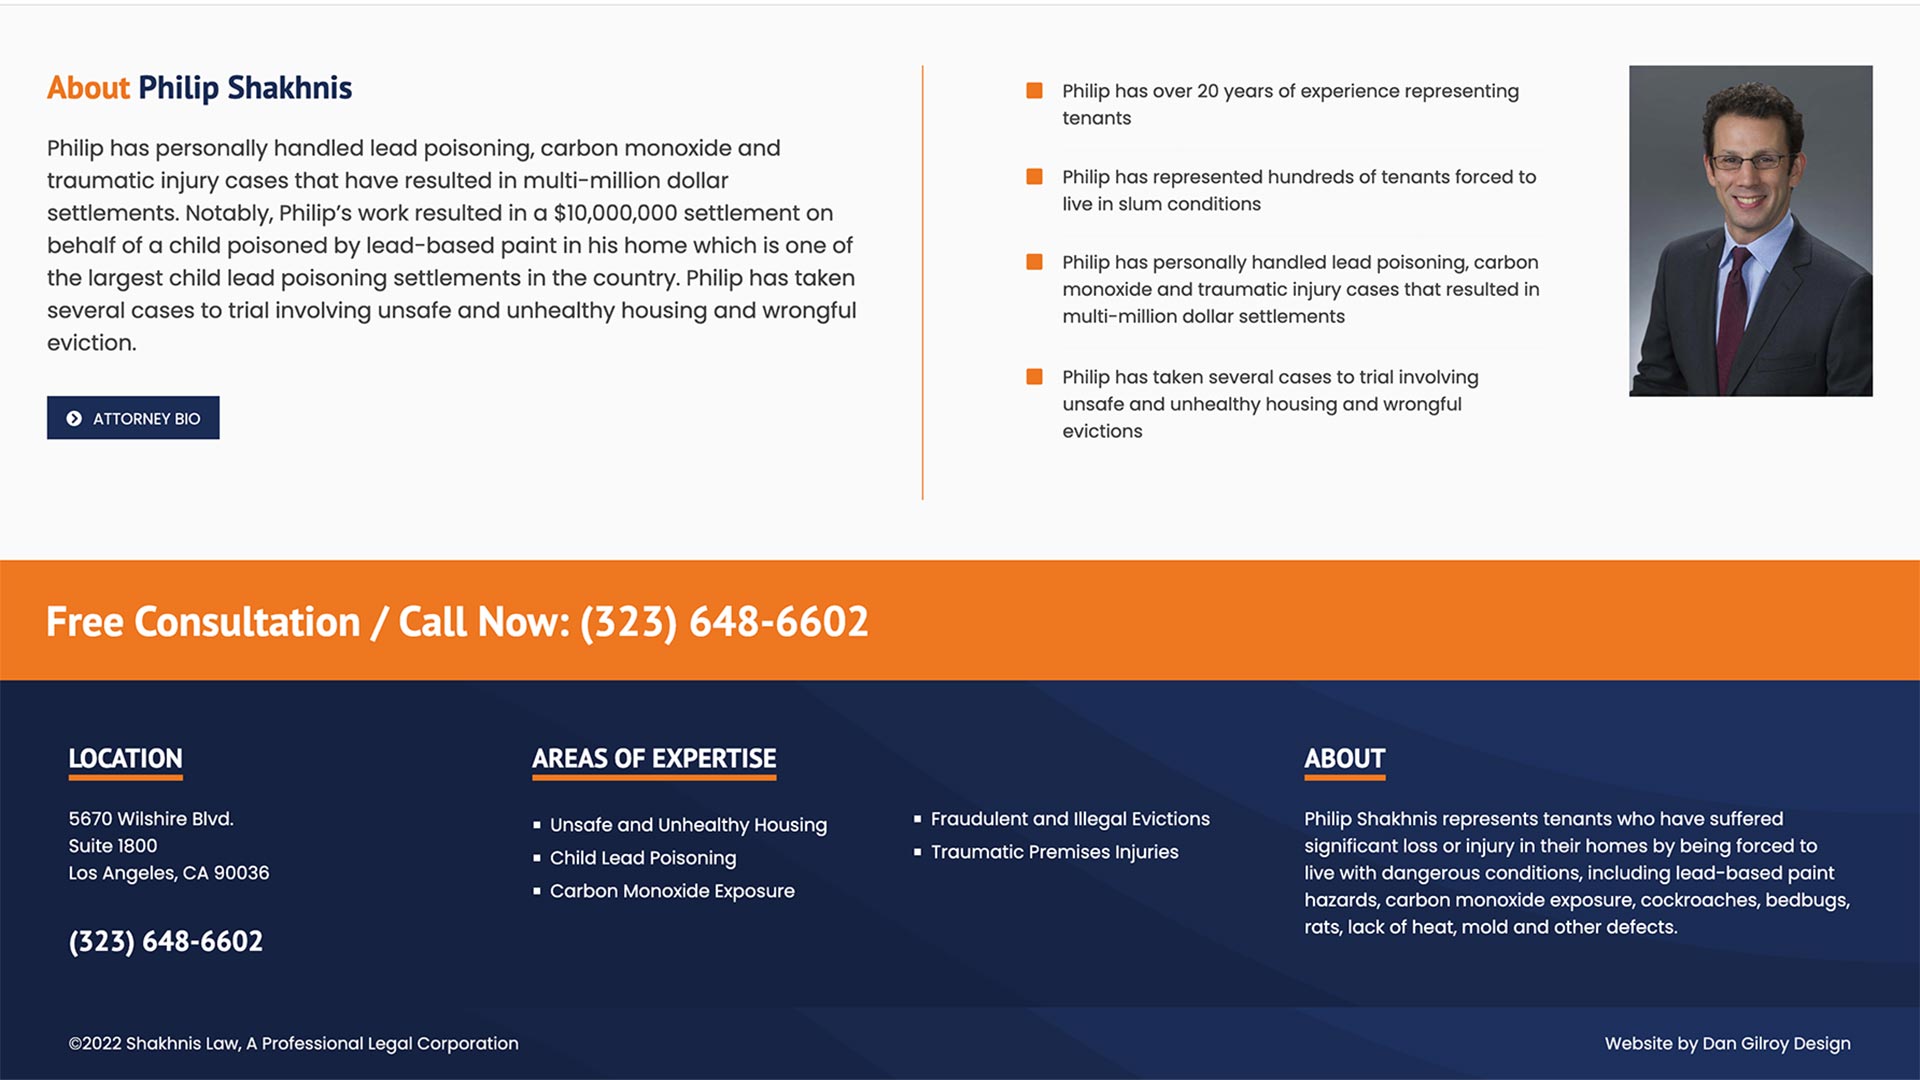 About Philip Shakhnis
Philip has personally handled lead poisoning, carbon monoxide and
traumatic injury cases that have resulted in multi-million dollar
settlements. Notably, Philip's work resulted in a $10,000,000 settlement on
behalf of a child poisoned by lead-based paint in his home which is one of
the largest child lead poisoning settlements in the country. Philip has taken
several cases to trial involving unsafe and unhealthy housing and wrongful
eviction.
ATTORNEY BIO
Philip has over 20 years of experience representing
tenants
Philip has represented hundreds of tenants forced to
live in slum conditions
Philip has personally handled lead poisoning, carbon
monoxide and traumatic injury cases that resulted in
multi-million dollar settlements
Philip has taken several cases to trial involving
unsafe and unhealthy housing and wrongful
evictions
Free Consultation / Call Now: (323) 648-6602
LOCATION
5670 Wilshire Blvd.
Suite 1800
Los Angeles, CA 90036
(323) 648-6602
AREAS OF EXPERTISE
▪ Unsafe and Unhealthy Housing
▪ Child Lead Poisoning
▪ Carbon Monoxide Exposure
▪ Fraudulent and Illegal Evictions
▪ Traumatic Premises Injuries
ABOUT
Philip Shakhnis represents tenants who have suffered
significant loss or injury in their homes by being forced to
live with dangerous conditions, including lead-based paint
hazards, carbon monoxide exposure, cockroaches, bedbugs,
rats, lack of heat, mold and other defects.
©2022 Shakhnis Law, A Professional Legal Corporation
Website by Dan Gilroy Design